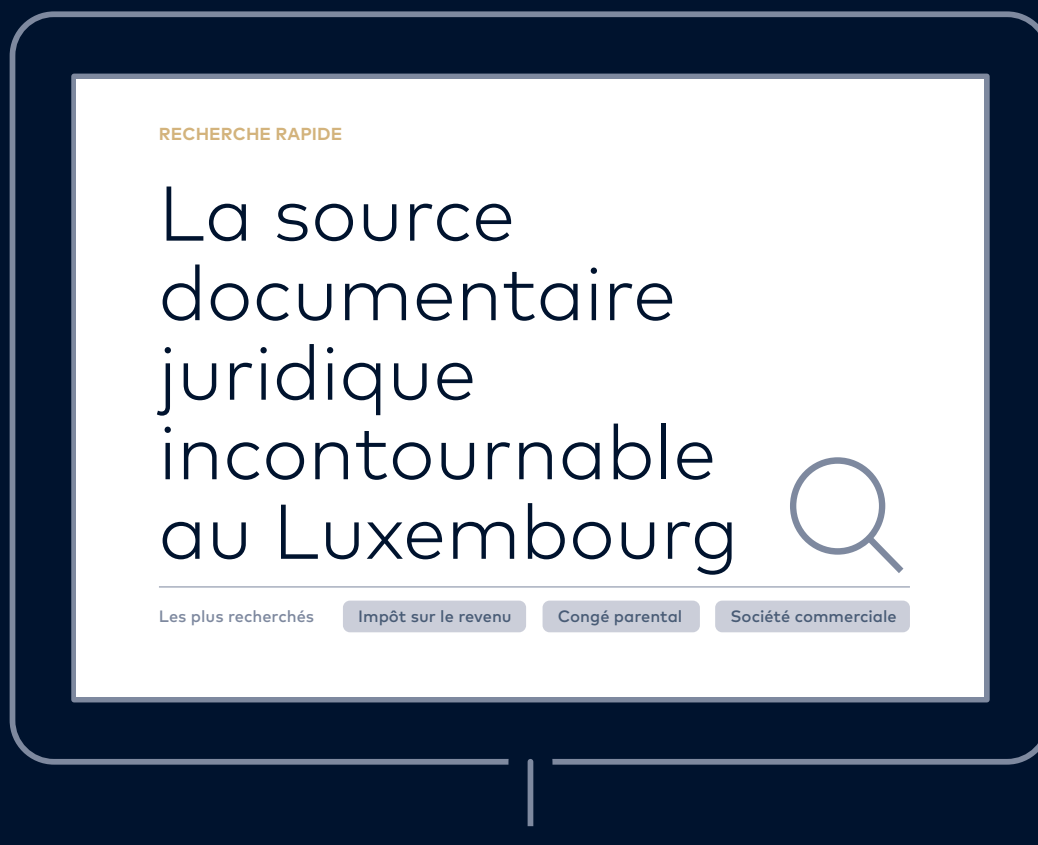 RECHERCHE RAPIDE
La source
documentaire
juridique
incontournable
au Luxembourg
Les plus recherchés Impôt sur le revenu Congé parental Société commerciale